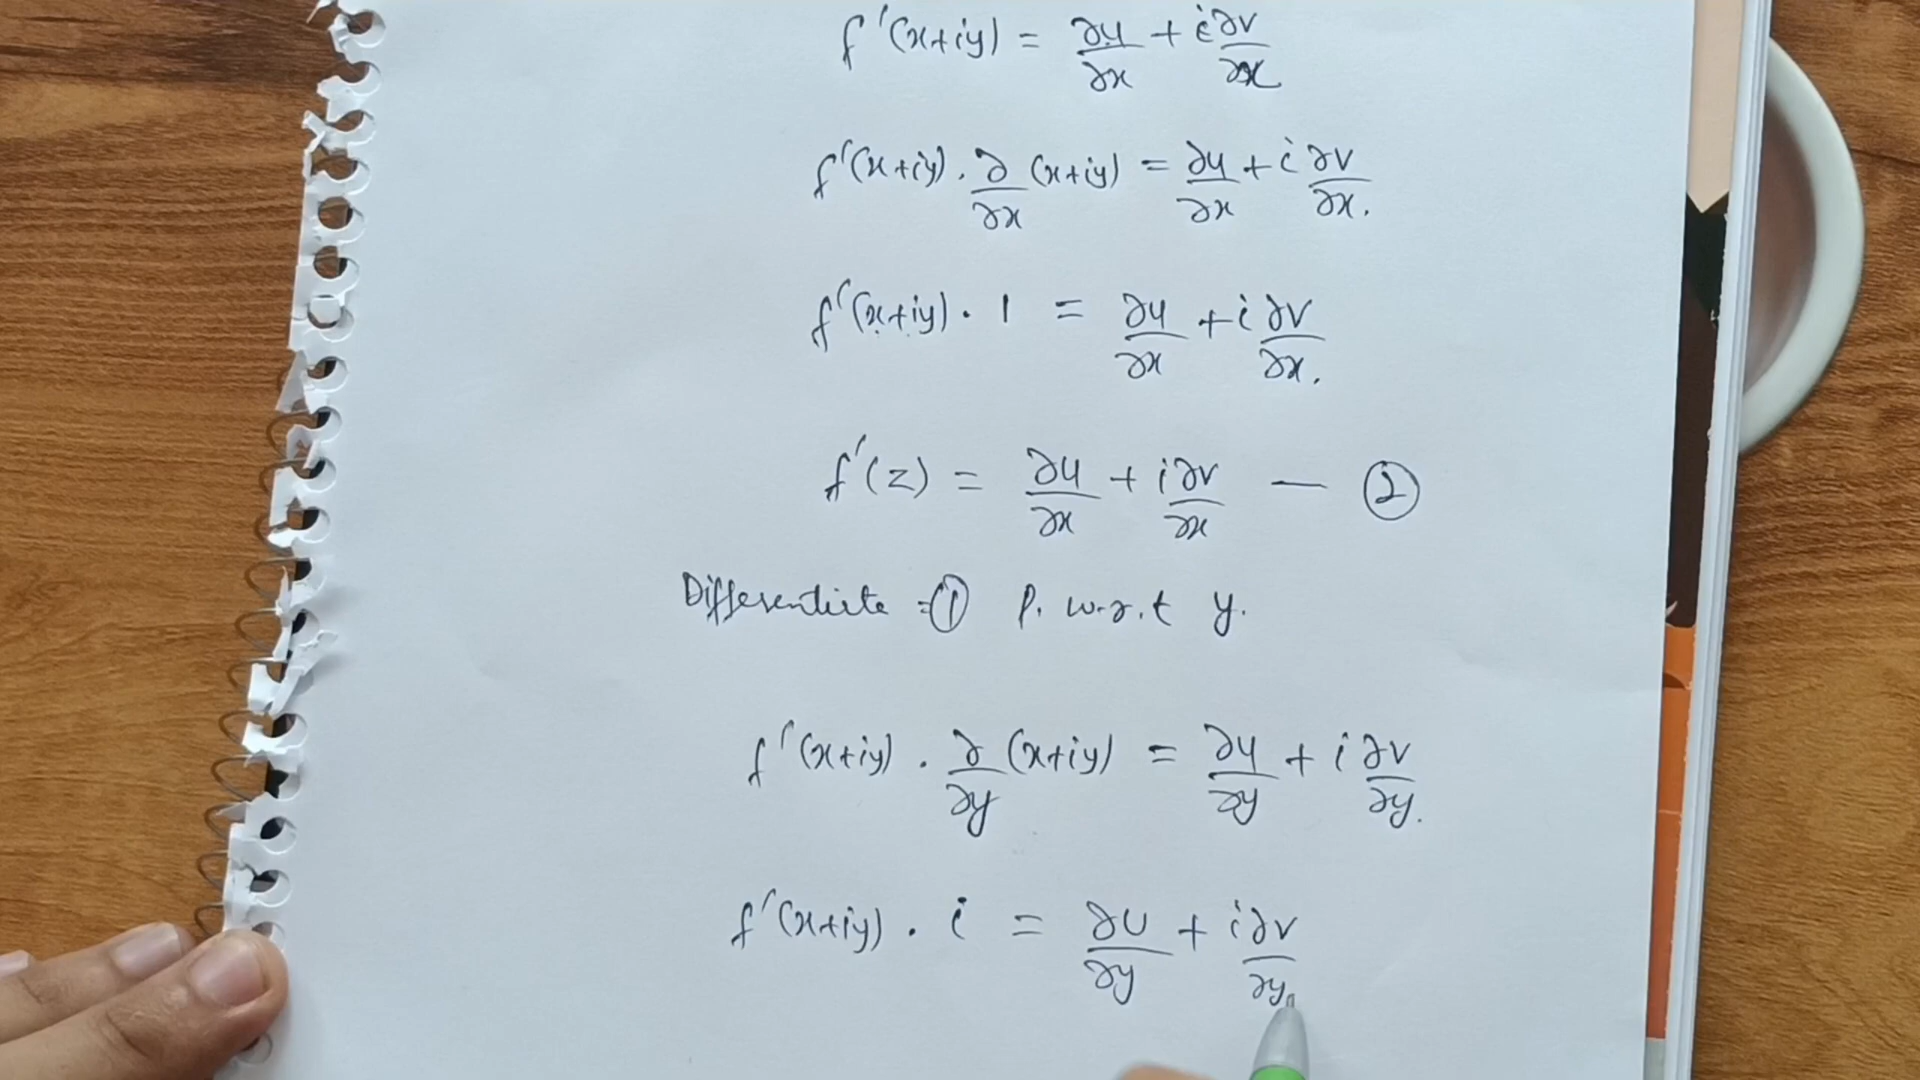 f'(x+iy) = ∂u/∂x + i∂v/∂x
f'(x+iy) . ∂/∂x (x+iy) = ∂u/∂x + i ∂v/∂x.
f'(x+iy) . 1 = ∂u/∂x + i ∂v/∂x.
f'(z) = ∂u/∂x + i∂v/∂x — ②
Differentiate ① P. w.r.t y.
f'(x+iy) . ∂/∂y (x+iy) = ∂u/∂y + i ∂v/∂y.
f'(x+iy) . i = ∂u/∂y + i∂v/∂y